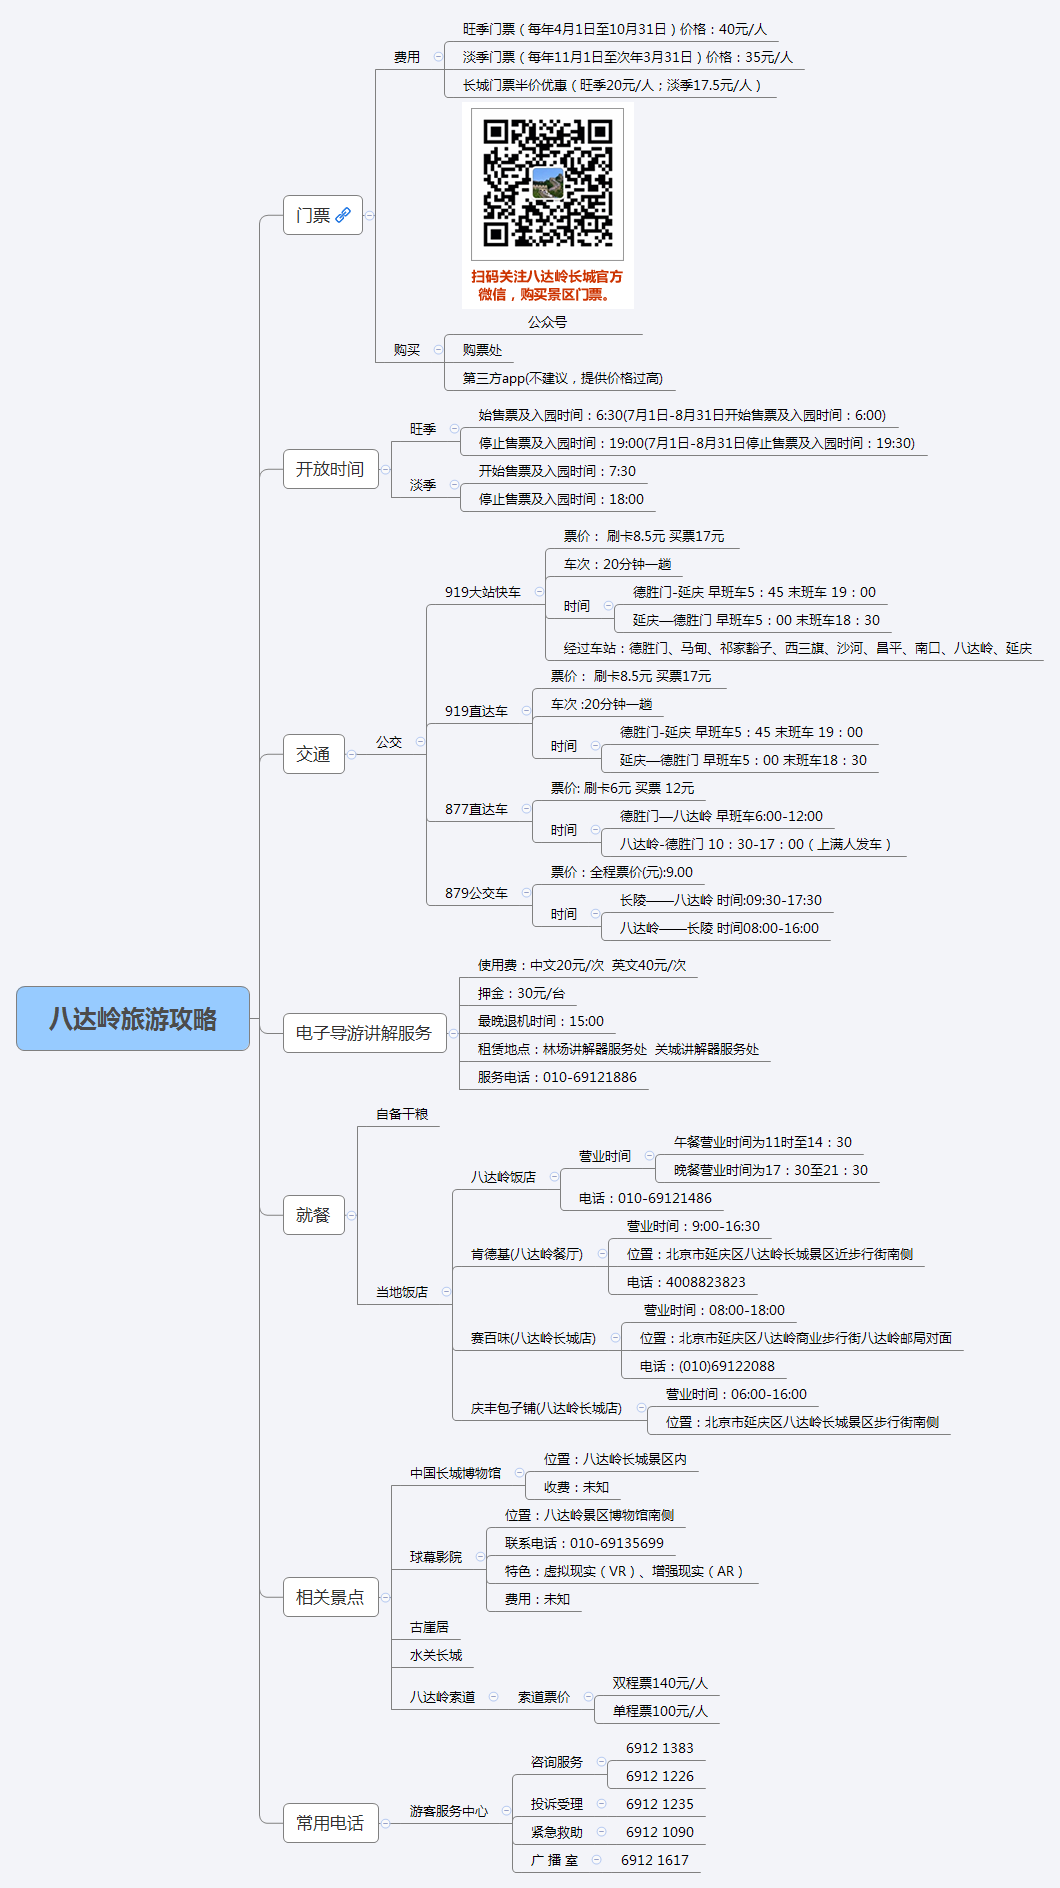 旺季门票（每年4月1日至10月31日）价格：40元/人
费用
淡季门票（每年11月1日至次年3月31日）价格：35元/人
长城门票半价优惠（旺季20元/人；淡季17.5元/人）
门票
扫码关注八达岭长城官方
微信，购买景区门票。
公众号
购买
购票处
第三方app(不建议，提供价格过高)
旺季
始售票及入园时间：6:30(7月1日-8月31日开始售票及入园时间：6:00)
停止售票及入园时间：19:00(7月1日-8月31日停止售票及入园时间：19:30)
开放时间
淡季
开始售票及入园时间：7:30
停止售票及入园时间：18:00
票价： 刷卡8.5元 买票17元
919大站快车
车次：20分钟一趟
时间
德胜门-延庆 早班车5：45 末班车 19：00
延庆—德胜门 早班车5：00 末班车18：30
经过车站：德胜门、马甸、祁家豁子、西三旗、沙河、昌平、南口、八达岭、延庆
票价： 刷卡8.5元 买票17元
919直达车
车次 :20分钟一趟
时间
德胜门-延庆 早班车5：45 末班车 19：00
延庆—德胜门 早班车5：00 末班车18：30
交通
公交
877直达车
票价: 刷卡6元 买票 12元
时间
德胜门—八达岭 早班车6:00-12:00
八达岭-德胜门 10：30-17：00（上满人发车）
879公交车
票价：全程票价(元):9.00
时间
长陵——八达岭 时间:09:30-17:30
八达岭——长陵 时间08:00-16:00
八达岭旅游攻略
电子导游讲解服务
使用费：中文20元/次  英文40元/次
押金：30元/台
最晚退机时间：15:00
租赁地点：林场讲解器服务处  关城讲解器服务处
服务电话：010-69121886
就餐
自备干粮
当地饭店
八达岭饭店
营业时间
午餐营业时间为11时至14：30
晚餐营业时间为17：30至21：30
电话：010-69121486
肯德基(八达岭餐厅)
营业时间：9:00-16:30
位置：北京市延庆区八达岭长城景区近步行街南侧
电话：4008823823
赛百味(八达岭长城店)
营业时间：08:00-18:00
位置：北京市延庆区八达岭商业步行街八达岭邮局对面
电话：(010)69122088
庆丰包子铺(八达岭长城店)
营业时间：06:00-16:00
位置：北京市延庆区八达岭长城景区步行街南侧
相关景点
中国长城博物馆
位置：八达岭长城景区内
收费：未知
球幕影院
位置：八达岭景区博物馆南侧
联系电话：010-69135699
特色：虚拟现实（VR）、增强现实（AR）
费用：未知
古崖居
水关长城
八达岭索道
索道票价
双程票140元/人
单程票100元/人
常用电话
游客服务中心
咨询服务
6912 1383
6912 1226
投诉受理
6912 1235
紧急救助
6912 1090
广 播 室
6912 1617